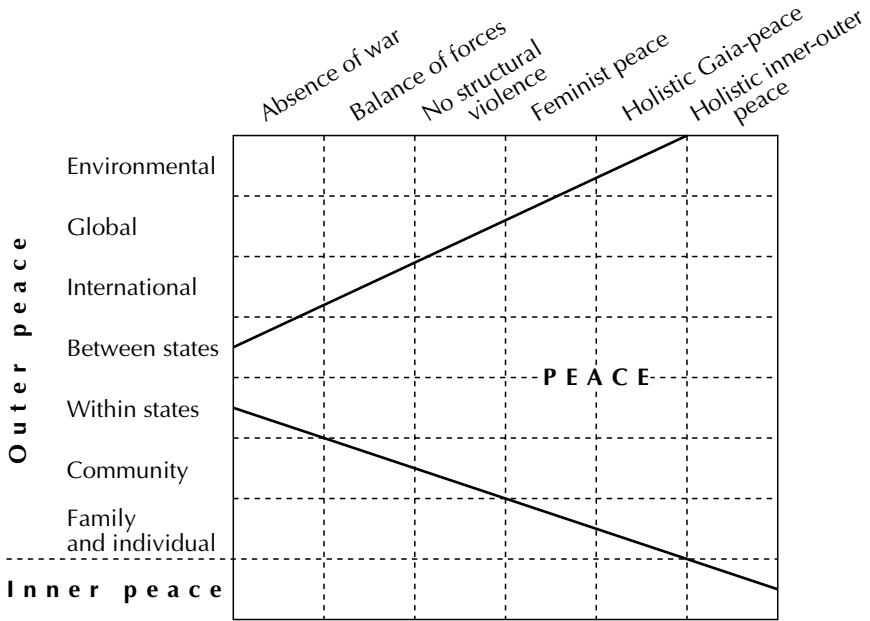 Absence of war
Balance of forces
No structural
violence
Feminist peace
Holistic Gaia-peace
Holistic inner-outer
peace
Outer peace
Environmental
Global
International
Between states
PEACE
Within states
Community
Family
and individual
Inner peace